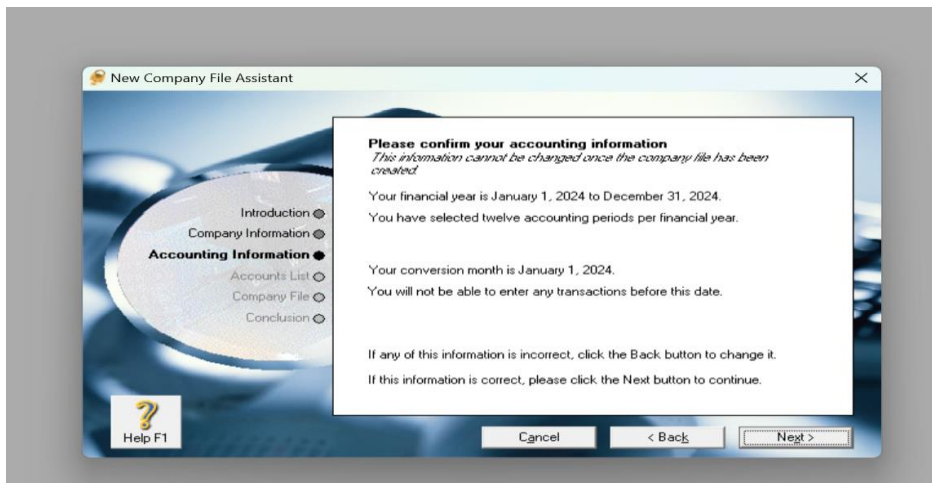 New Company File Assistant
Please confirm your accounting information
This information cannot be changed once the company file has been
created.
Your financial year is January 1, 2024 to December 31, 2024.
You have selected twelve accounting periods per financial year.
Introduction
Company Information
Accounting Information
Accounts List
Company File
Conclusion
Your conversion month is January 1, 2024.
You will not be able to enter any transactions before this date.
If any of this information is incorrect, click the Back button to change it.
If this information is correct, please click the Next button to continue.
Help F1
Cancel
< Back
Next >